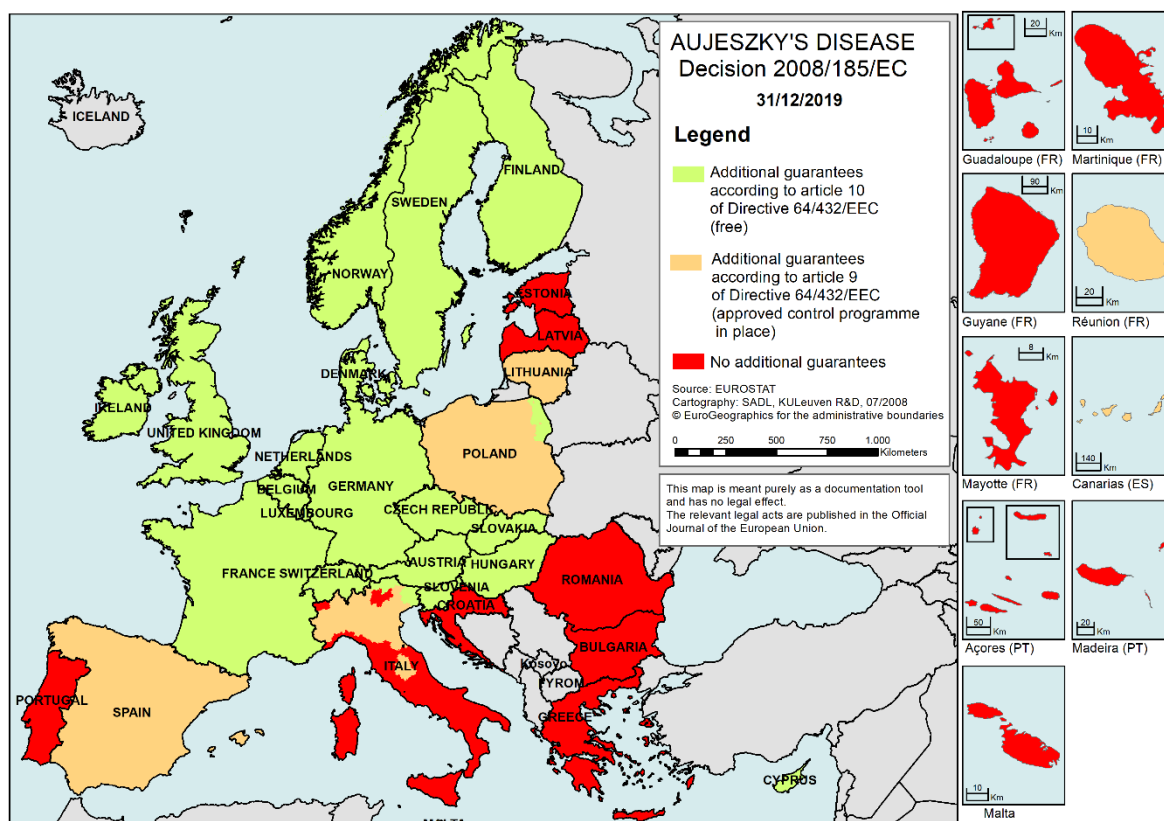 AUJESZKY'S DISEASE
Decision 2008/185/EC
31/12/2019
Legend
Additional guarantees
according to article 10
of Directive 64/432/EEC
(free)
Additional guarantees
according to article 9
of Directive 64/432/EEC
(approved control programme
in place)
No additional guarantees
Source: EUROSTAT
Cartography: SADL, KULeuven R&D, 07/2008
© EuroGeographics for the administrative boundaries
0 250 500 750 1.000
Kilometers
This map is meant purely as a documentation tool
and has no legal effect.
The relevant legal acts are published in the Official
Journal of the European Union.
ICELAND
FINLAND
SWEDEN
NORWAY
ESTONIA
LATVIA
LITHUANIA
DENMARK
IRELAND
UNITED KINGDOM
NETHERLANDS
BELGIUM
LUXEMBOURG
GERMANY
POLAND
CZECH REPUBLIC
SLOVAKIA
AUSTRIA
HUNGARY
FRANCE
SWITZERLAND
SLOVENIA
CROATIA
ROMANIA
BULGARIA
Kosovo
FYROM
ITALY
GREECE
PORTUGAL
SPAIN
CYPRUS
MALTA
20
Km
Guadaloupe (FR)
10
Km
Martinique (FR)
90
Km
Guyane (FR)
20
Km
Réunion (FR)
8
Km
Mayotte (FR)
140
Km
Canarias (ES)
50
Km
Açores (PT)
20
Km
Madeira (PT)
10
Km
Malta